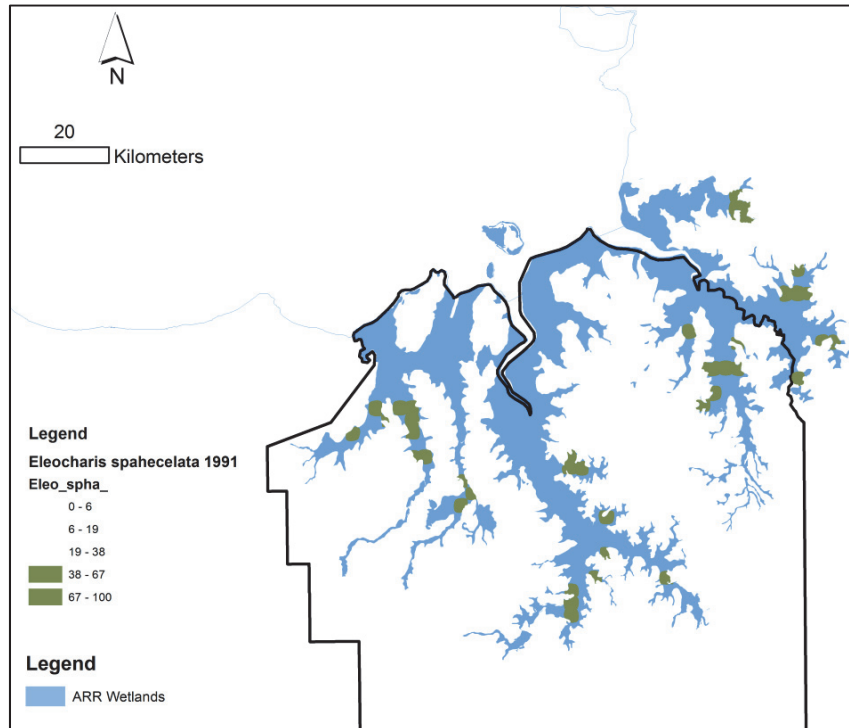 N
20
Kilometers
Legend
Eleocharis spahecelata 1991
Eleo_spha_
0 - 6
6 - 19
19 - 38
38 - 67
67 - 100
Legend
ARR Wetlands